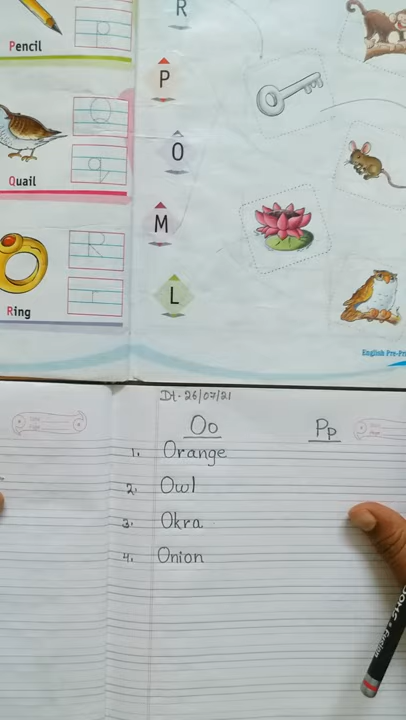 Pencil
P
Quail
Q
q
Ring
R
r
R
P
O
M
L
English Pre-Pri
Dt-26/07/21
Oo
Pp
1. Orange
2. Owl
3. Okra
4. Onion